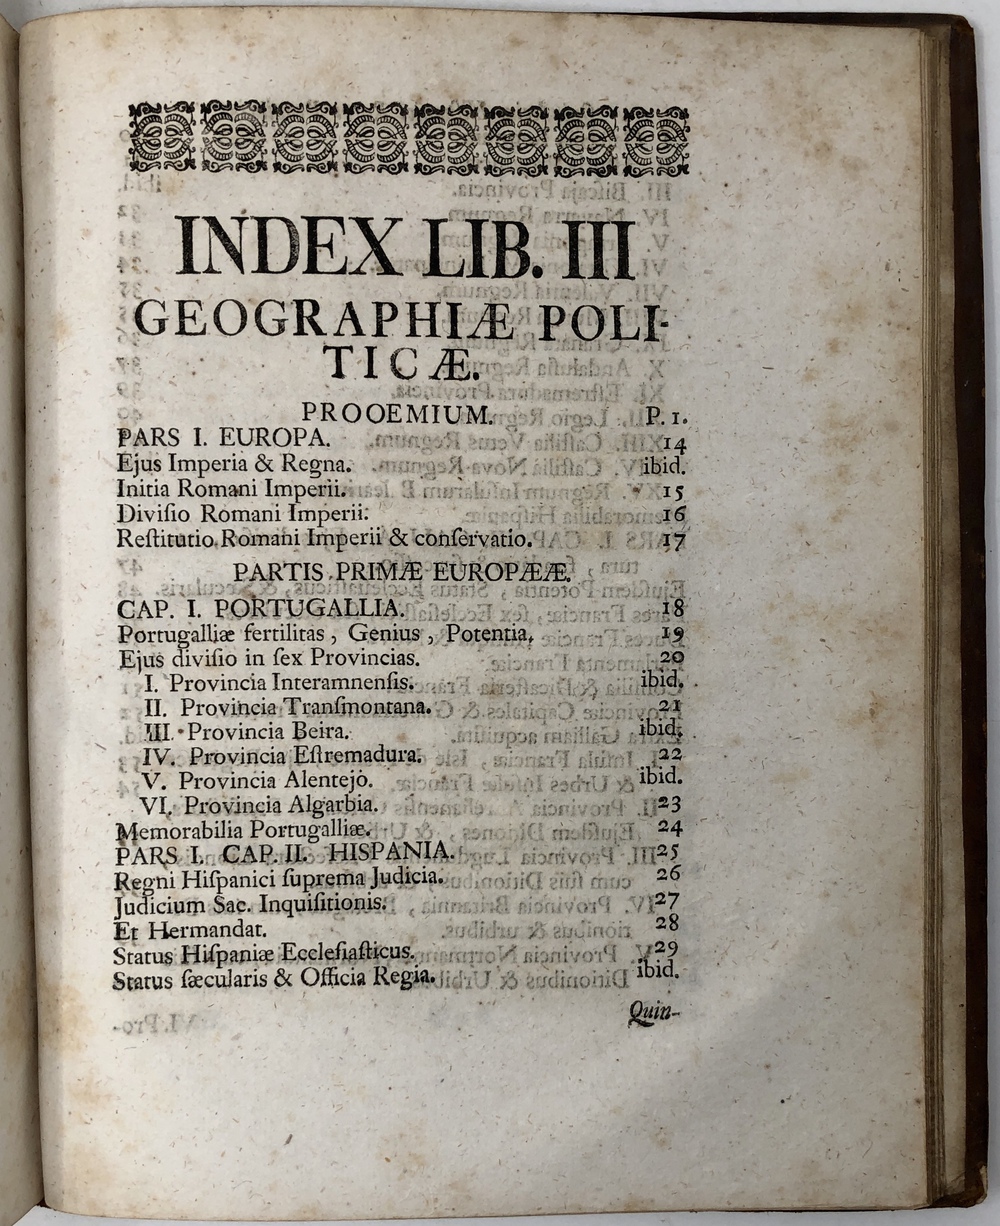 INDEX LIB. III
GEOGRAPHIÆ POLI-
TICÆ.
PROOEMIUM. P. 1.
PARS I. EUROPA. 14
Ejus Imperia & Regna. ibid.
Initia Romani Imperii. 15
Diviſio Romani Imperii. 16
Reſtitutio Romani Imperii & conſervatio. 17
PARTIS PRIMÆ EUROPÆÆ.
CAP. I. PORTUGALLIA. 18
Portugalliæ fertilitas, Genius, Potentia. 19
Ejus diviſio in ſex Provincias. 20
I. Provincia Interamnenſis. ibid.
II. Provincia Tranſmontana. 21
III. Provincia Beira. ibid.
IV. Provincia Eſtremadura. 22
V. Provincia Alentejo. ibid.
VI. Provincia Algarbia. 23
Memorabilia Portugalliæ. 24
PARS I. CAP. II. HISPANIA. 25
Regni Hiſpanici ſuprema Judicia. 26
Judicium Sac. Inquiſitionis. 27
Et Hermandat. 28
Status Hiſpaniæ Eccleſiaſticus. 29
Status ſæcularis & Officia Regia. ibid.
Quin-